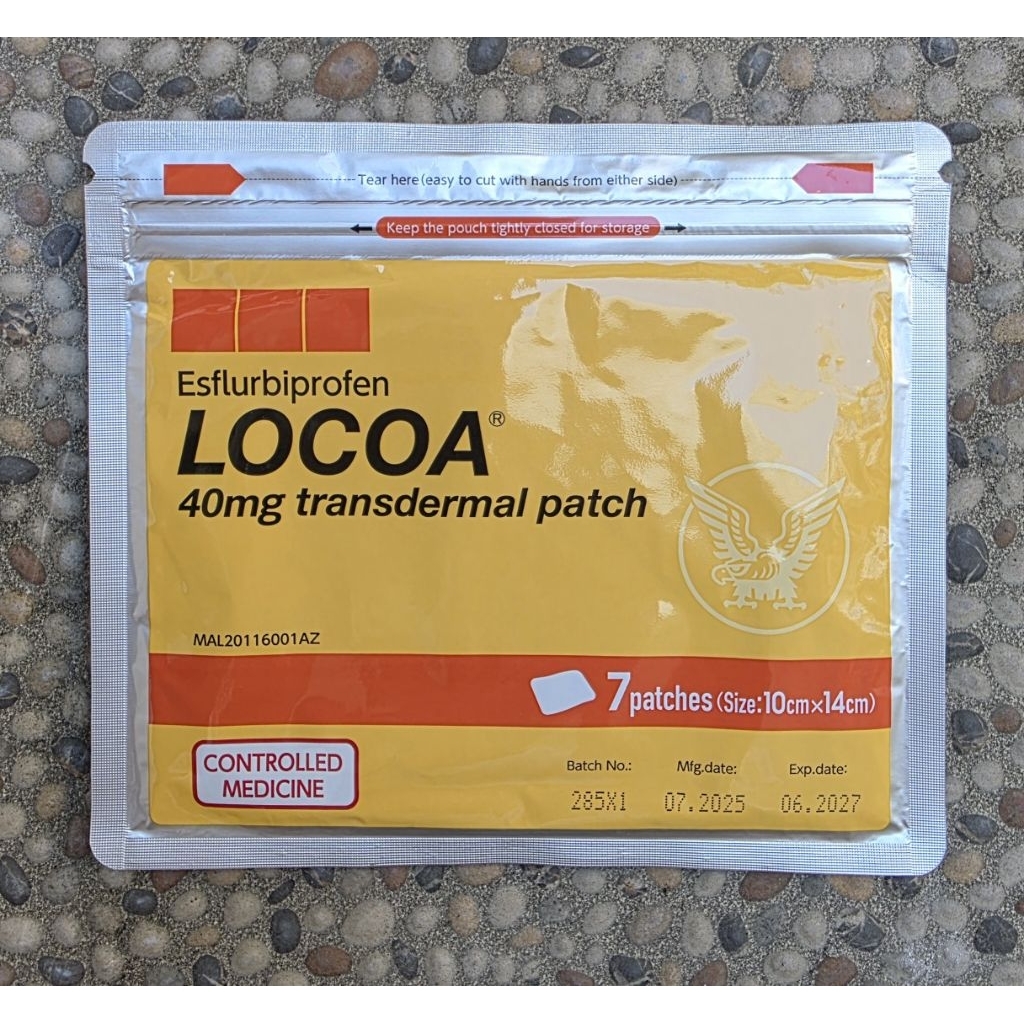 Tear here (easy to cut with hands from either side)
Keep the pouch tightly closed for storage
Esflurbiprofen
LOCOA®
40mg transdermal patch
MAL20116001AZ
7 patches (Size:10cm×14cm)
CONTROLLED
MEDICINE
Batch No.: Mfg.date: Exp.date:
285X1 07.2025 06.2027